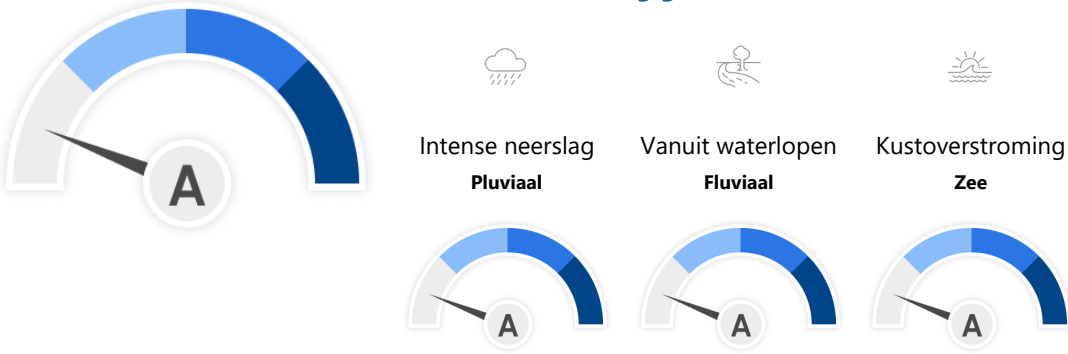 A
Intense neerslag
Pluviaal
A
Vanuit waterlopen
Fluviaal
A
Kustoverstroming
Zee
A